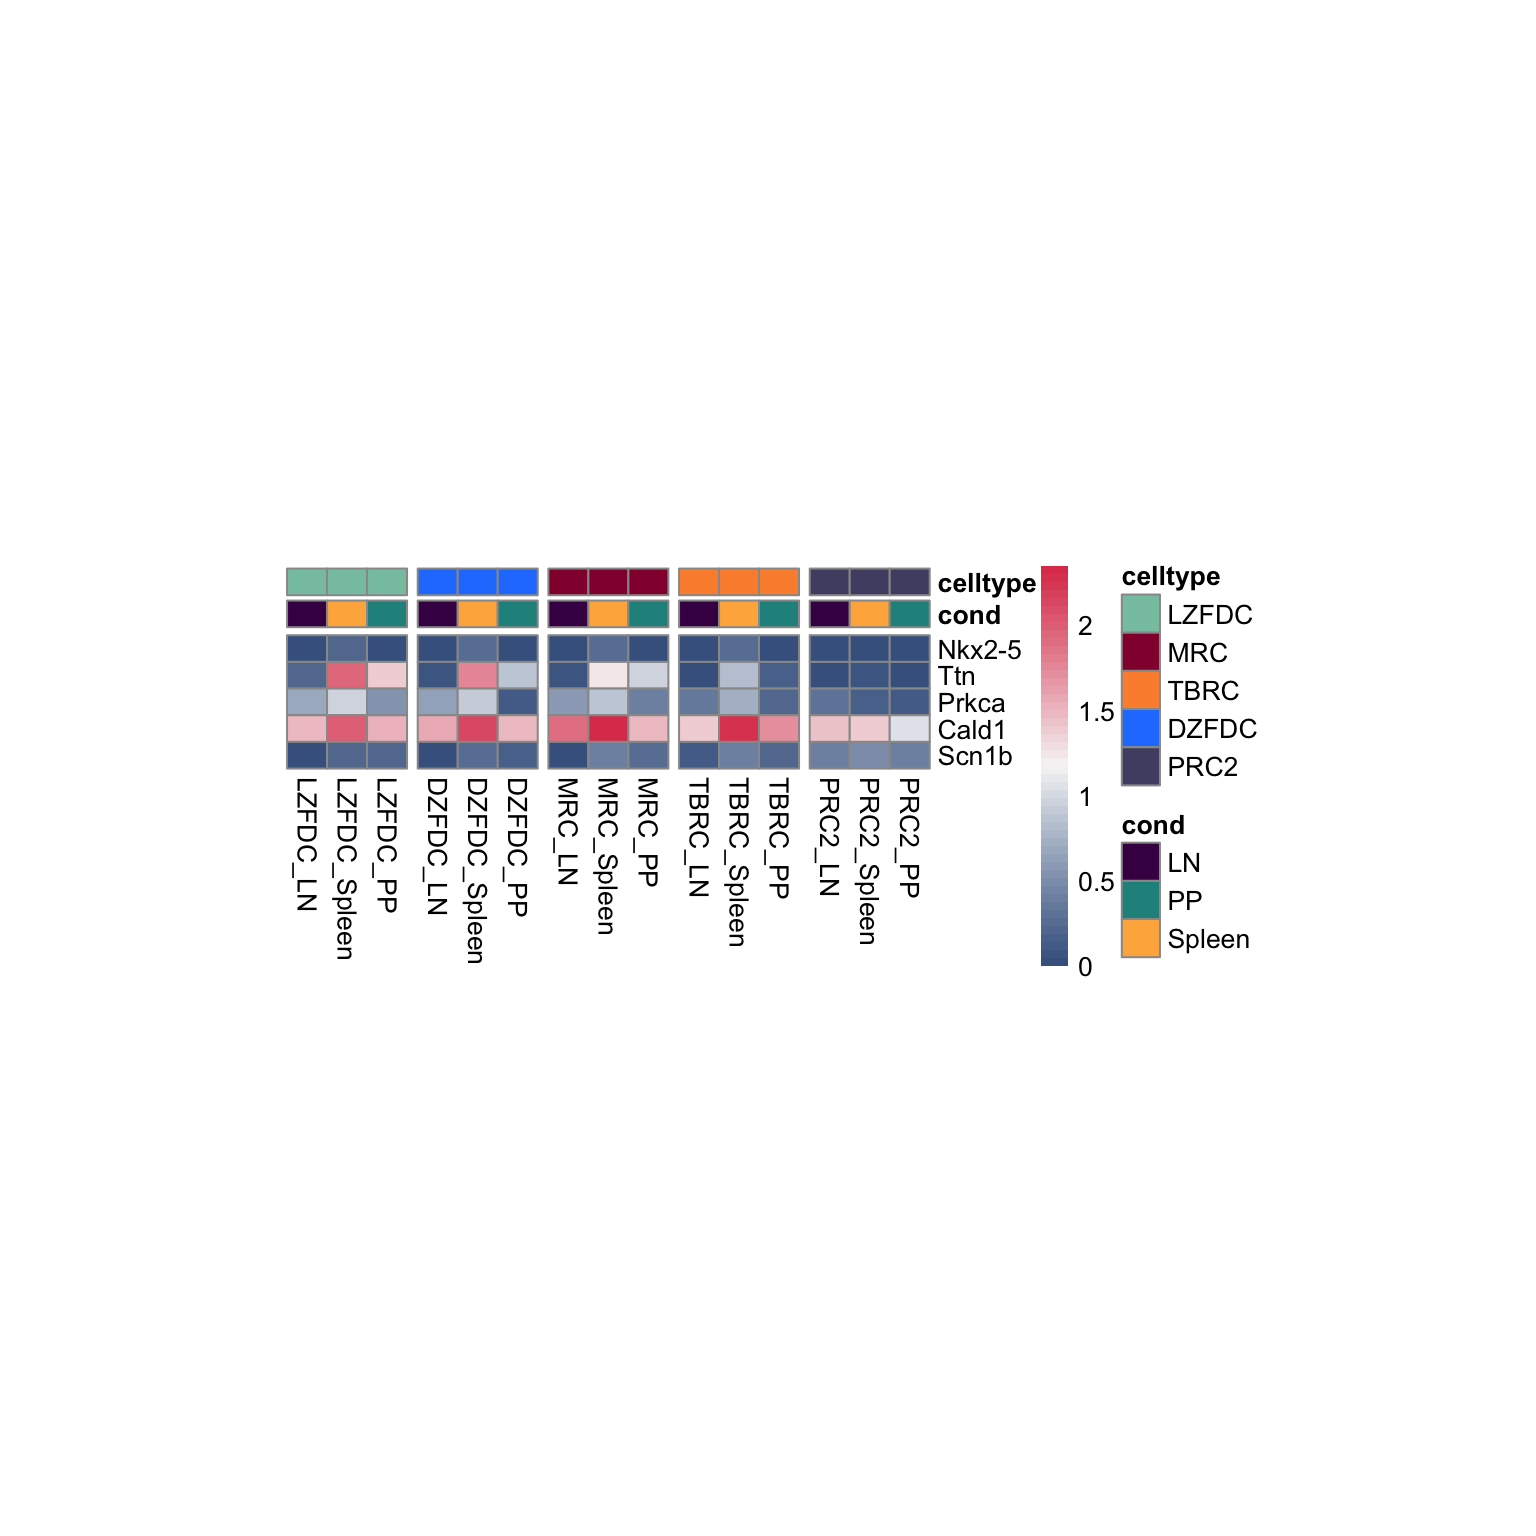 celltype
cond
Nkx2-5
Ttn
Prkca
Cald1
Scn1b
LZFDC_LN
LZFDC_Spleen
LZFDC_PP
DZFDC_LN
DZFDC_Spleen
DZFDC_PP
MRC_LN
MRC_Spleen
MRC_PP
TBRC_LN
TBRC_Spleen
TBRC_PP
PRC2_LN
PRC2_Spleen
PRC2_PP
2
1.5
1
0.5
0
celltype
LZFDC
MRC
TBRC
DZFDC
PRC2
cond
LN
PP
Spleen